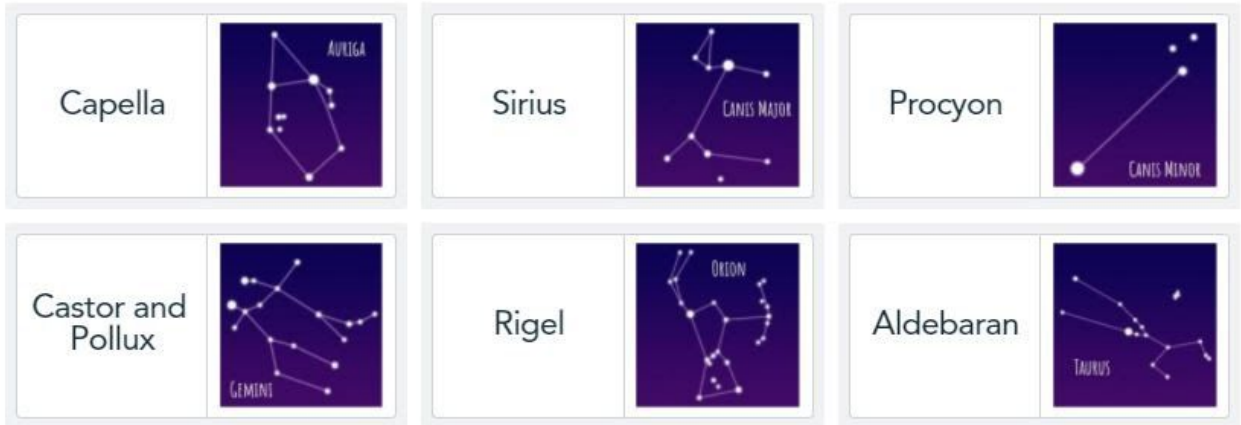 Capella
AURIGA
Sirius
CANIS MAJOR
Procyon
CANIS MINOR
Castor and
Pollux
GEMINI
Rigel
ORION
Aldebaran
TAURUS